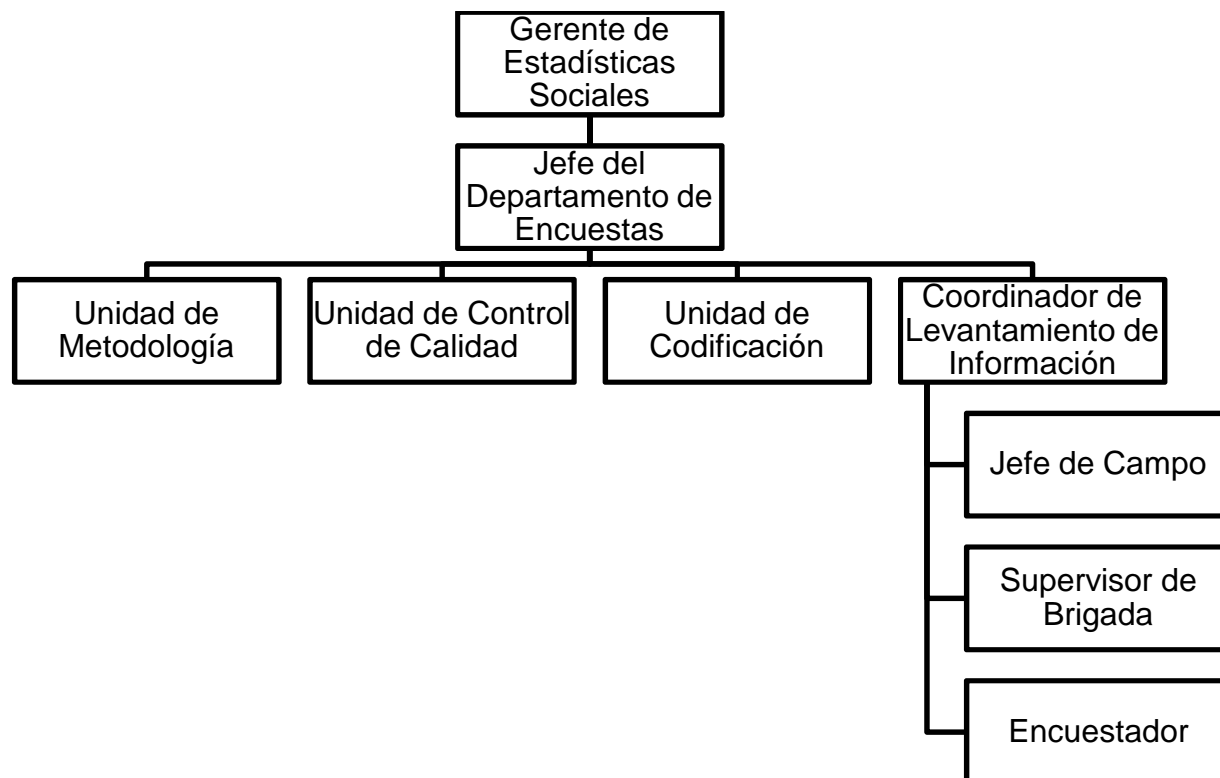 Gerente de
Estadísticas
Sociales
Jefe del
Departamento de
Encuestas
Unidad de
Metodología
Unidad de Control
de Calidad
Unidad de
Codificación
Coordinador de
Levantamiento de
Información
Jefe de Campo
Supervisor de
Brigada
Encuestador